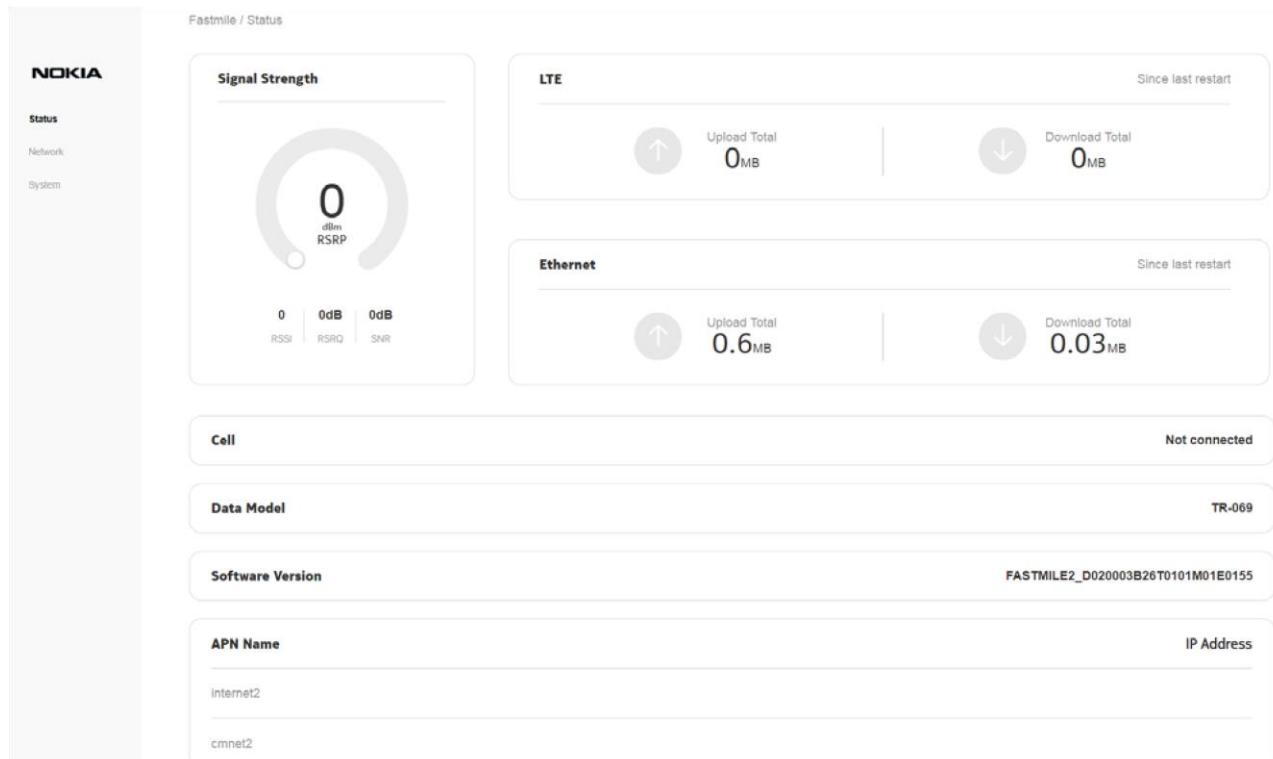 Fastmile / Status
NOKIA
Status
Network
System
Signal Strength
0
dBm
RSRP
0 0dB 0dB
RSSI RSRQ SNR
LTE Since last restart
Upload Total Download Total
0MB 0MB
Ethernet Since last restart
Upload Total Download Total
0.6MB 0.03MB
Cell Not connected
Data Model TR-069
Software Version FASTMILE2_D020003B26T0101M01E0155
APN Name IP Address
internet2
cmnet2